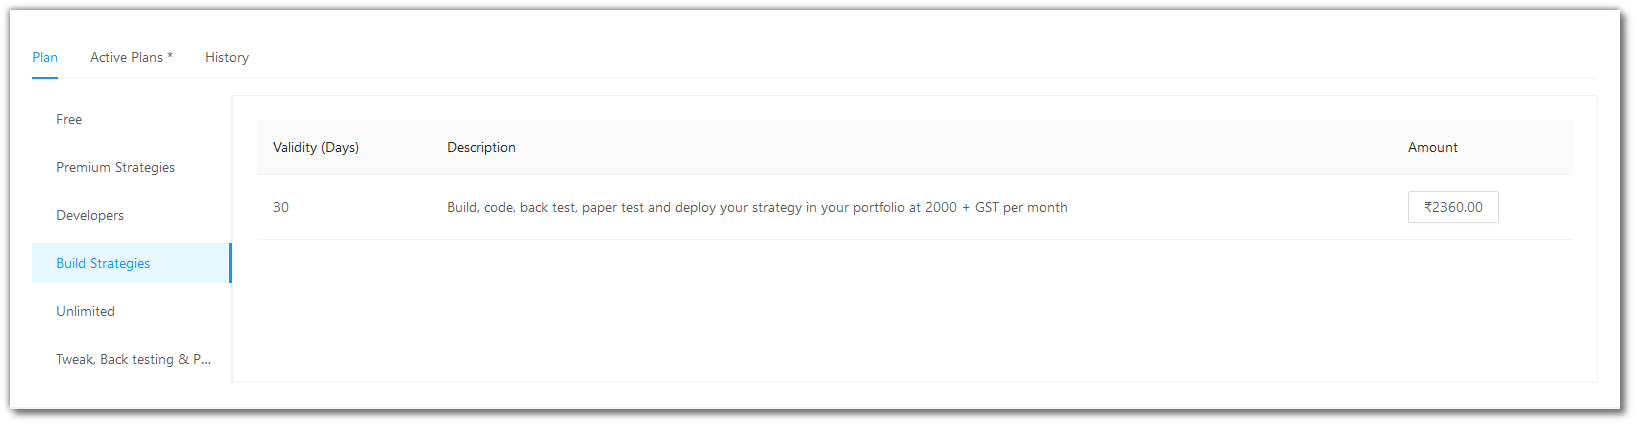 Plan Active Plans * History
Free
Premium Strategies
Developers
Build Strategies
Unlimited
Tweak, Back testing & P...
Validity (Days) Description Amount
30 Build, code, back test, paper test and deploy your strategy in your portfolio at 2000 + GST per month ₹2360.00